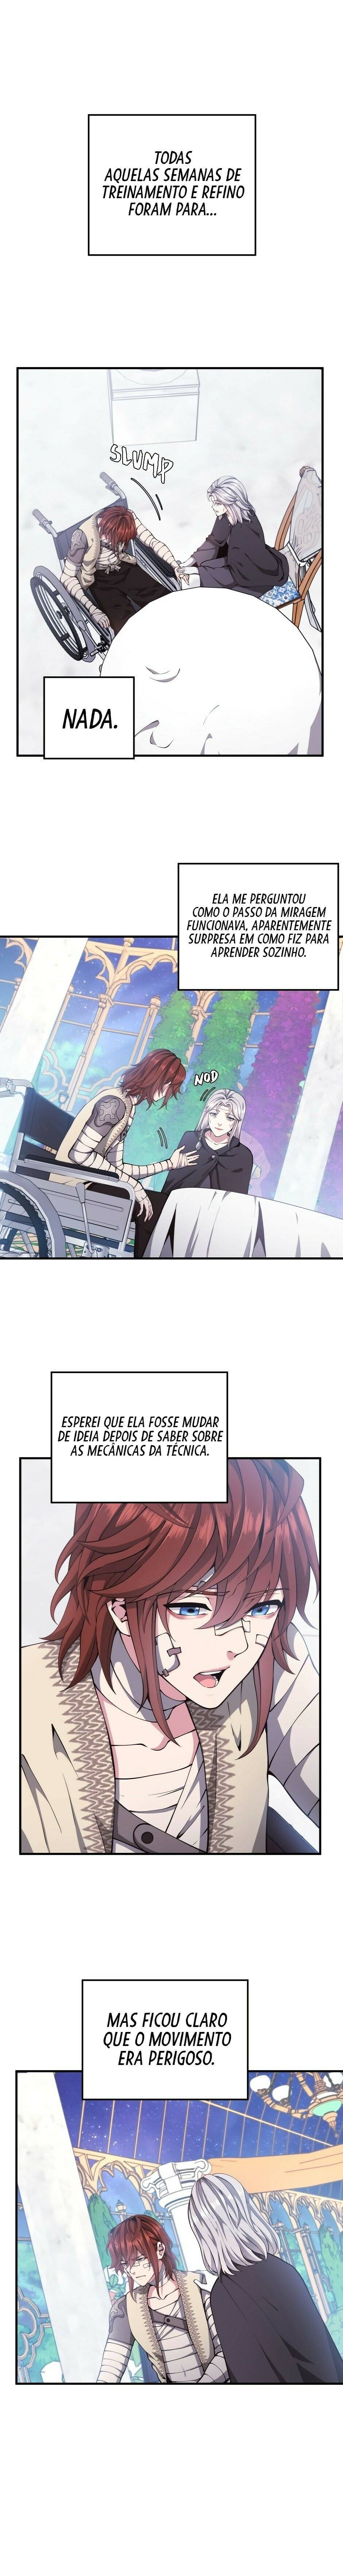 TODAS
AQUELAS SEMANAS DE
TREINAMENTO E REFINO
FORAM PARA...
SLUMP
NADA.
ELA ME PERGUNTOU
COMO O PASSO DA MIRAGEM
FUNCIONAVA, APARENTEMENTE
SURPRESA EM COMO FIZ PARA
APRENDER SOZINHO.
NOD
ESPEREI QUE ELA FOSSE MUDAR
DE IDEIA DEPOIS DE SABER SOBRE
AS MECÂNICAS DA TÉCNICA.
MAS FICOU CLARO
QUE O MOVIMENTO
ERA PERIGOSO.